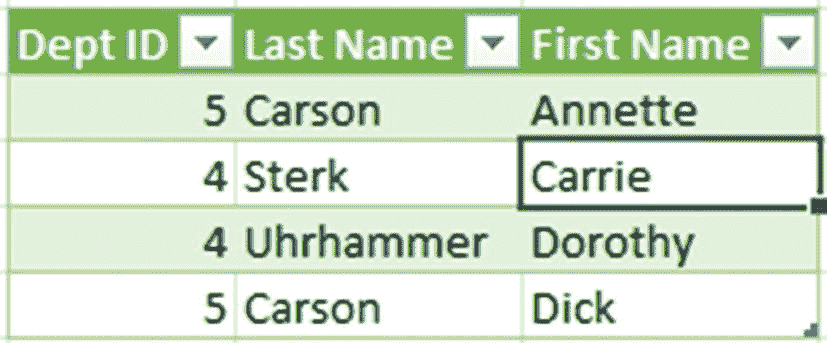 Dept ID Last Name First Name
5 Carson Annette
4 Sterk Carrie
4 Uhrhammer Dorothy
5 Carson Dick